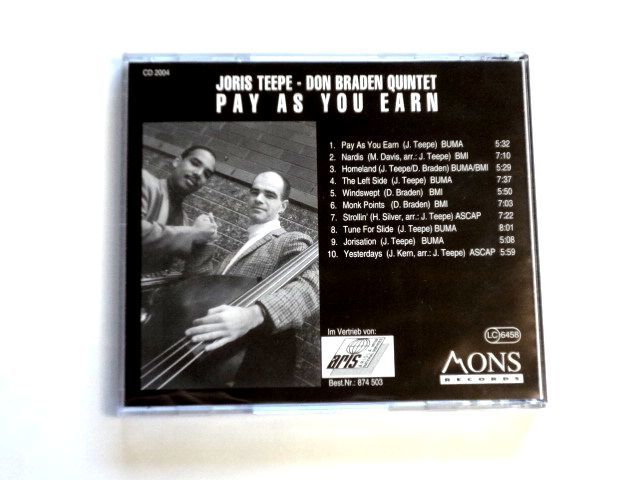 CD 2004
JORIS TEEPE - DON BRADEN QUINTET
PAY AS YOU EARN
1. Pay As You Earn (J. Teepe) BUMA 5:32
2. Nardis (M. Davis, arr.: J. Teepe) BMI 7:10
3. Homeland (J. Teepe/D. Braden) BUMA/BMI 5:29
4. The Left Side (J. Teepe) BUMA 7:37
5. Windswept (D. Braden) BMI 5:50
6. Monk Points (D. Braden) BMI 7:03
7. Strollin' (H. Silver, arr.: J. Teepe) ASCAP 7:22
8. Tune For Slide (J. Teepe) BUMA 8:01
9. Jorisation (J. Teepe) BUMA 5:08
10. Yesterdays (J. Kern, arr.: J. Teepe) ASCAP 5:59
Im Vertrieb von:
aris
Best.Nr.: 874 503
LC 6458
MONS
RECORDS